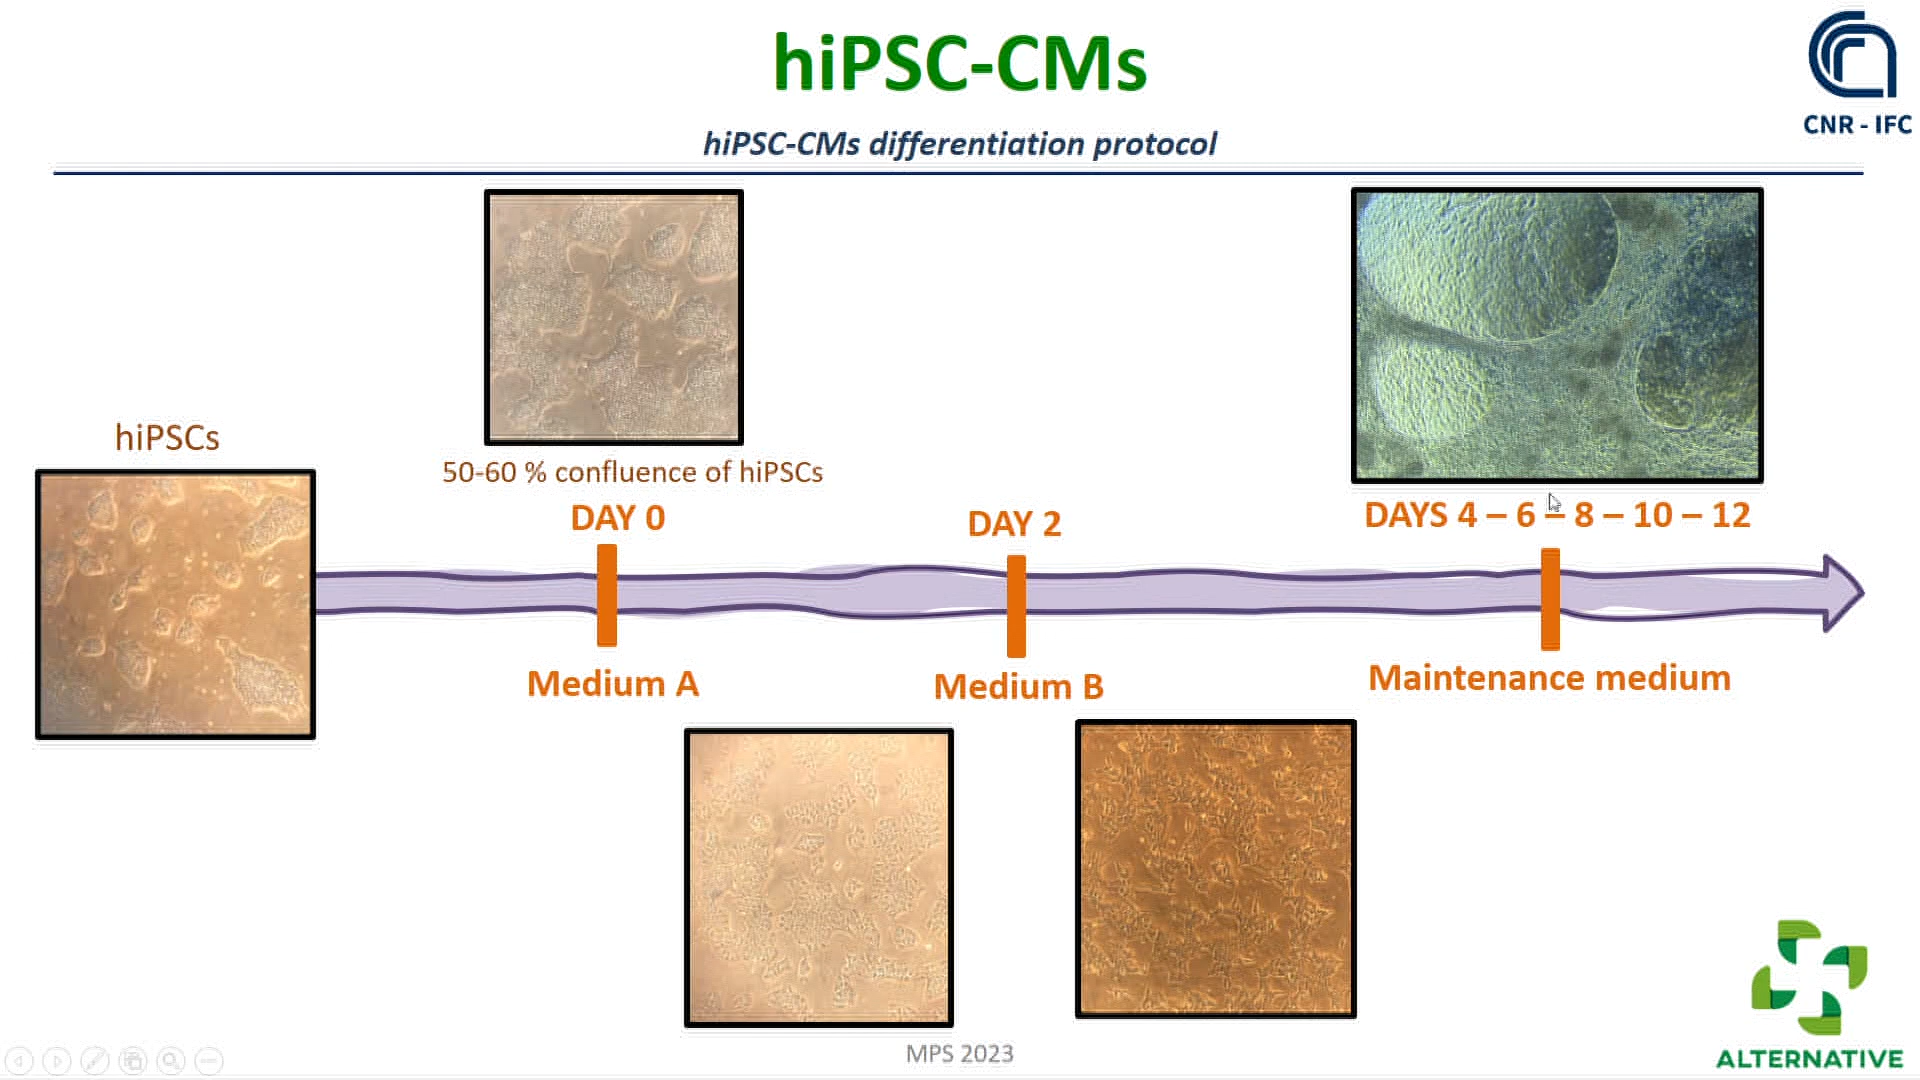 hiPSC-CMs
CNR - IFC
hiPSC-CMs differentiation protocol
hiPSCs
50-60 % confluence of hiPSCs
DAY 0
DAY 2
DAYS 4 – 6 – 8 – 10 – 12
Medium A
Medium B
Maintenance medium
MPS 2023
ALTERNATIVE